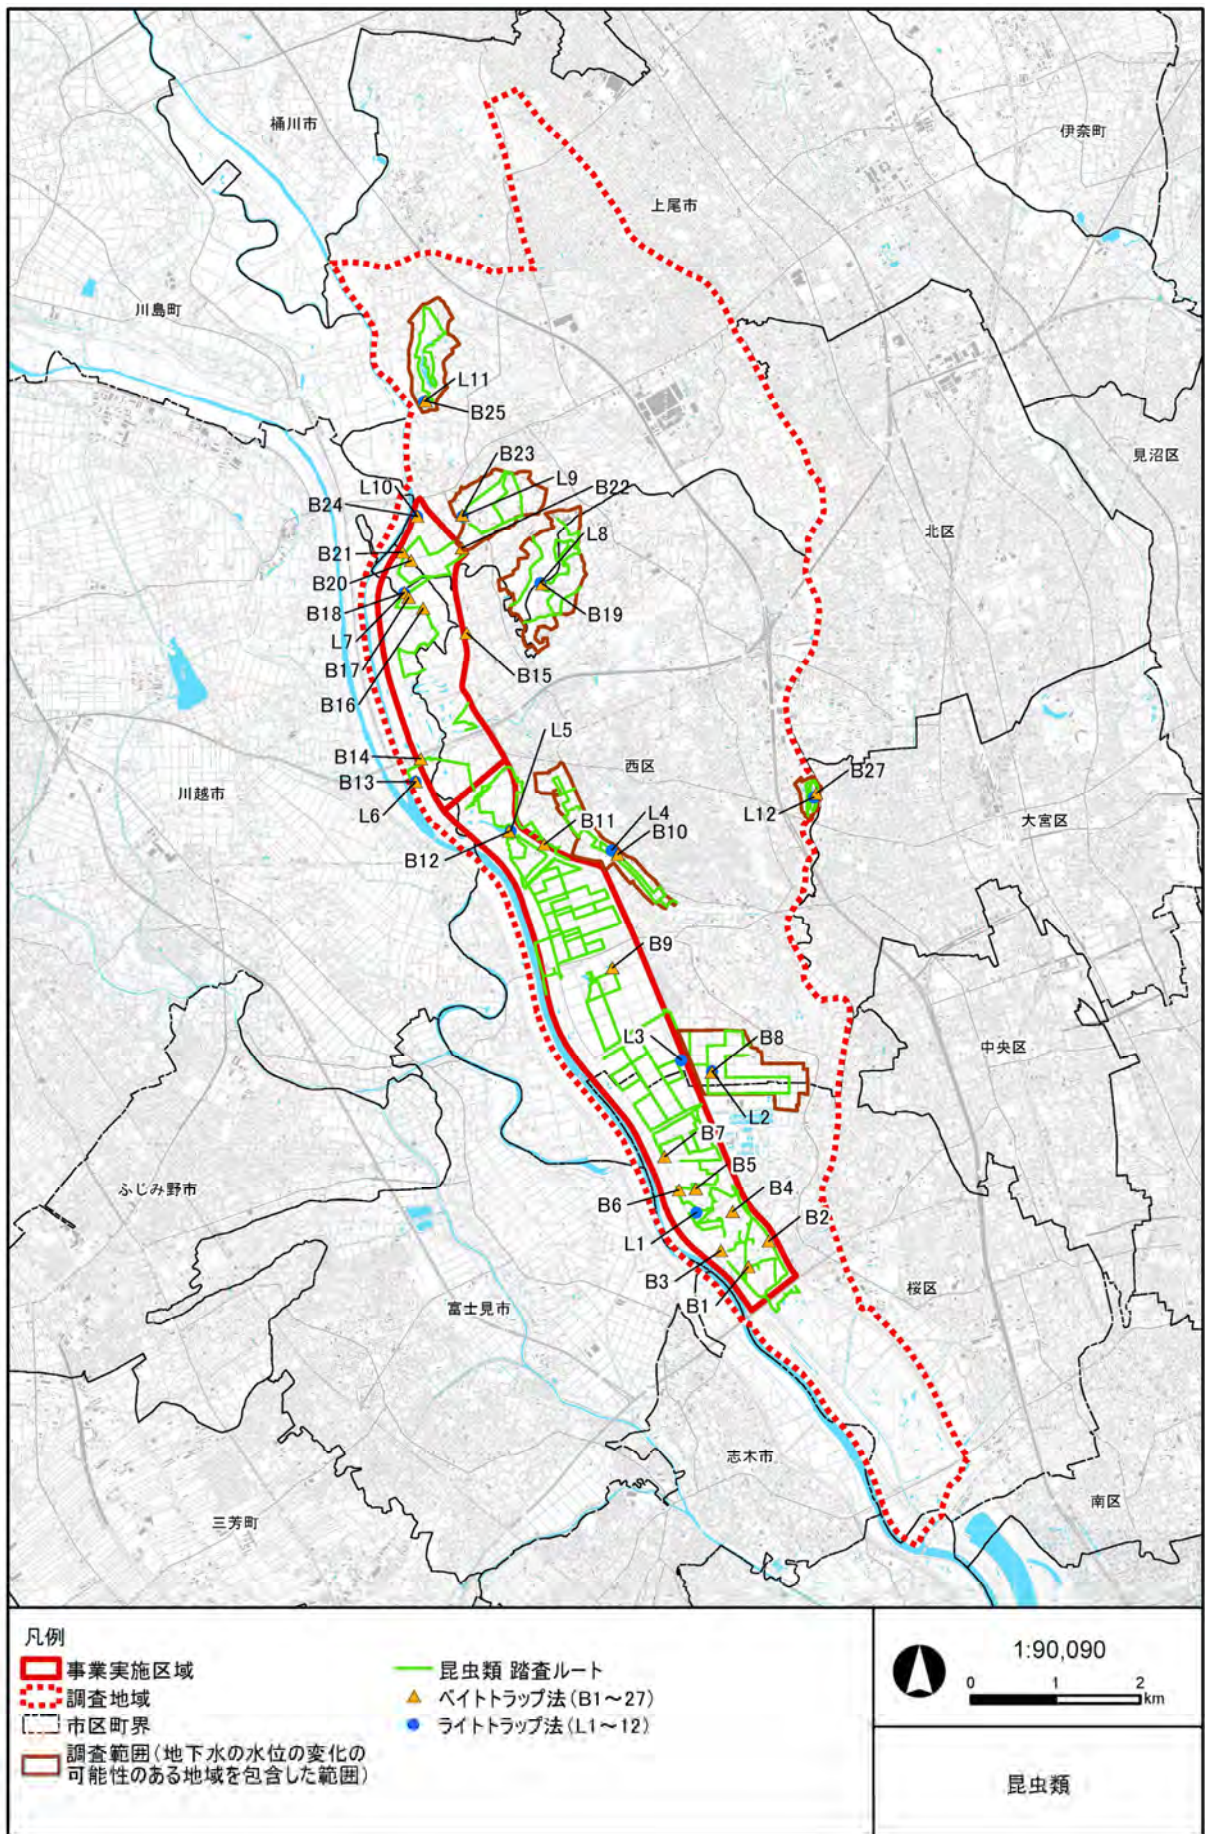 桶川市
伊奈町
上尾市
川島町
L11
B25
見沼区
B23
L10
L9
B22
B24
L8
北区
B21
B20
B18
B19
L7
B17
B15
B16
L5
B14
西区
B27
B13
川越市
L4
L12
L6
B11
B10
大宮区
B12
B9
L3
B8
中央区
L2
B7
B5
ふじみ野市
B6
B4
B2
L1
B3
桜区
B1
富士見市
志木市
南区
三芳町
凡例
事業実施区域
調査地域
市区町界
調査範囲(地下水の水位の変化の
可能性のある地域を包含した範囲)
昆虫類 踏査ルート
ベイトトラップ法(B1～27)
ライトトラップ法(L1～12)
1:90,090
0 1 2
km
昆虫類